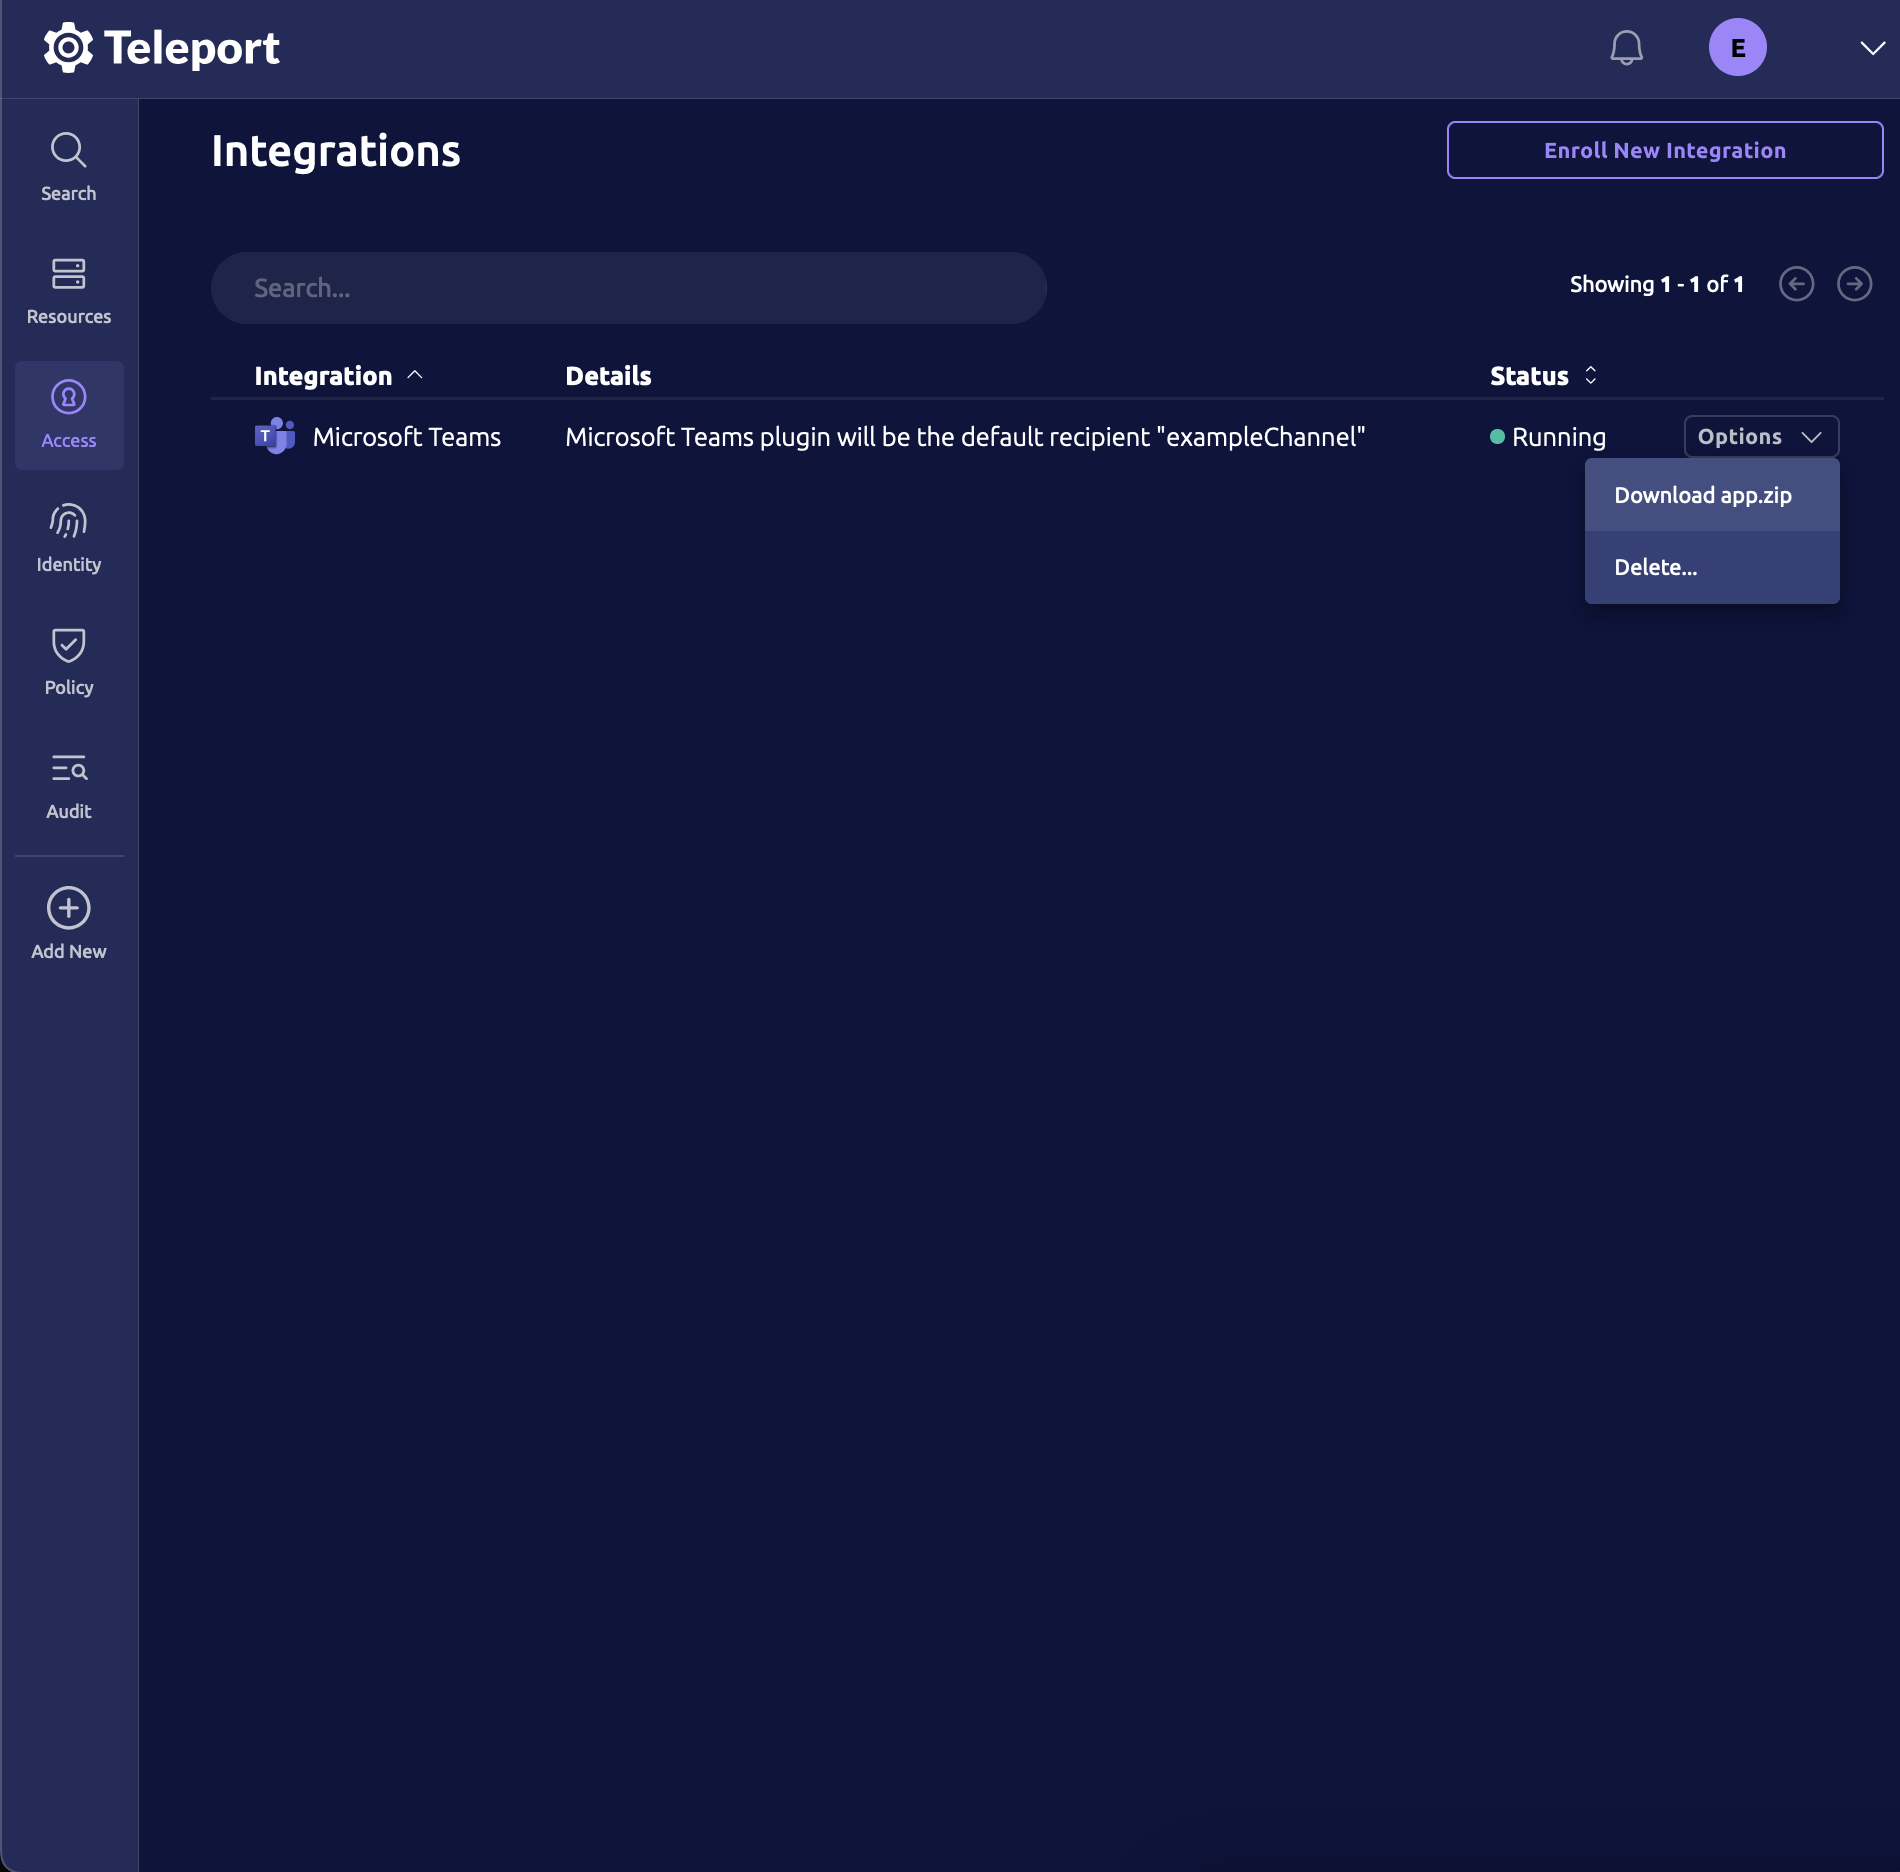 Teleport
E
Search
Resources
Access
Identity
Policy
Audit
Add New
Integrations
Enroll New Integration
Search...
Showing 1 - 1 of 1
Integration Details Status
T Microsoft Teams Microsoft Teams plugin will be the default recipient "exampleChannel" Running Options
Download app.zip
Delete...